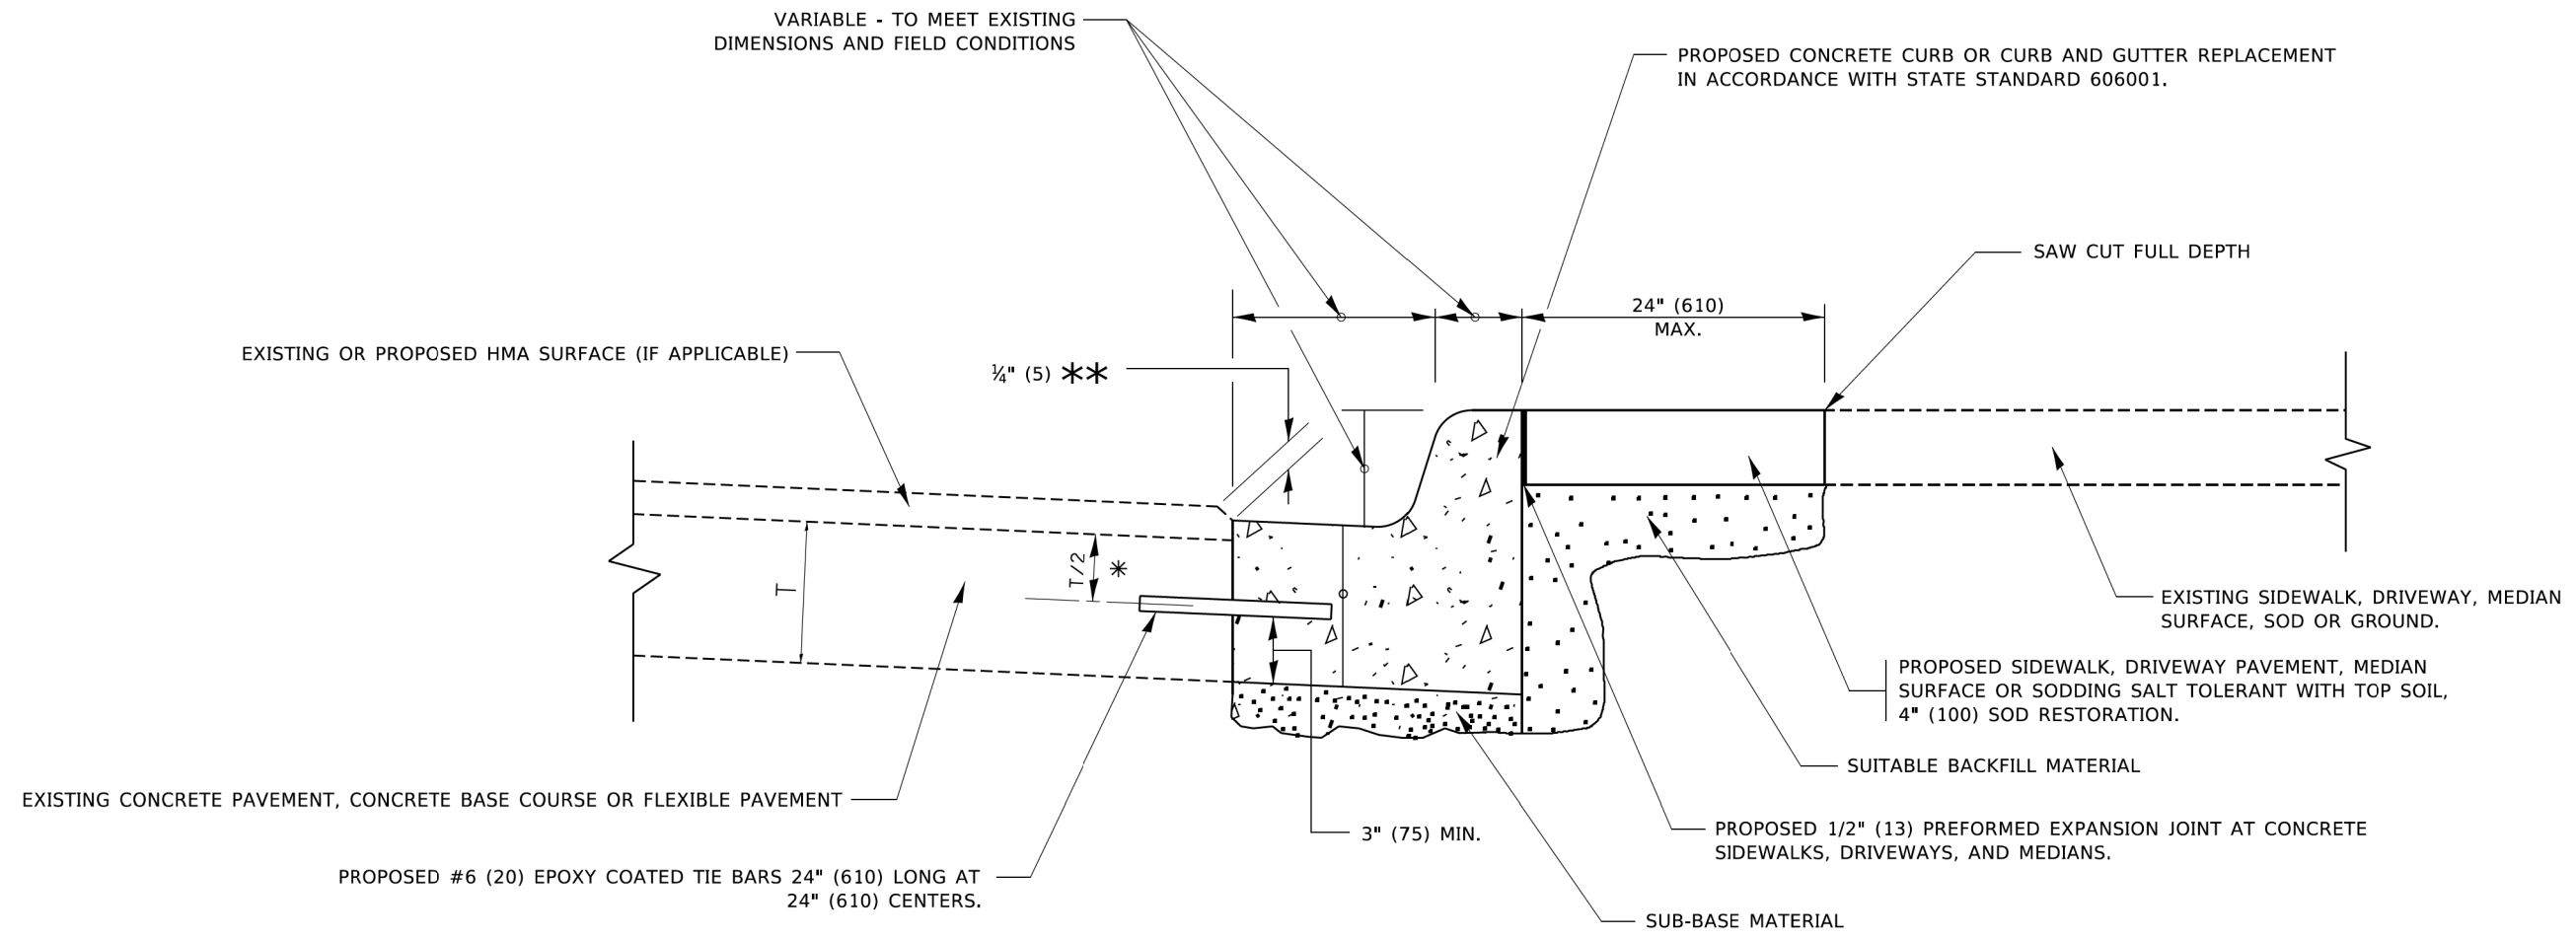 VARIABLE - TO MEET EXISTING
DIMENSIONS AND FIELD CONDITIONS
PROPOSED CONCRETE CURB OR CURB AND GUTTER REPLACEMENT
IN ACCORDANCE WITH STATE STANDARD 606001.
SAW CUT FULL DEPTH
24" (610)
MAX.
EXISTING OR PROPOSED HMA SURFACE (IF APPLICABLE)
¼" (5) **
T/2 *
T
EXISTING SIDEWALK, DRIVEWAY, MEDIAN
SURFACE, SOD OR GROUND.
PROPOSED SIDEWALK, DRIVEWAY PAVEMENT, MEDIAN
SURFACE OR SODDING SALT TOLERANT WITH TOP SOIL,
4" (100) SOD RESTORATION.
SUITABLE BACKFILL MATERIAL
EXISTING CONCRETE PAVEMENT, CONCRETE BASE COURSE OR FLEXIBLE PAVEMENT
3" (75) MIN.
PROPOSED 1/2" (13) PREFORMED EXPANSION JOINT AT CONCRETE
SIDEWALKS, DRIVEWAYS, AND MEDIANS.
PROPOSED #6 (20) EPOXY COATED TIE BARS 24" (610) LONG AT
24" (610) CENTERS.
SUB-BASE MATERIAL